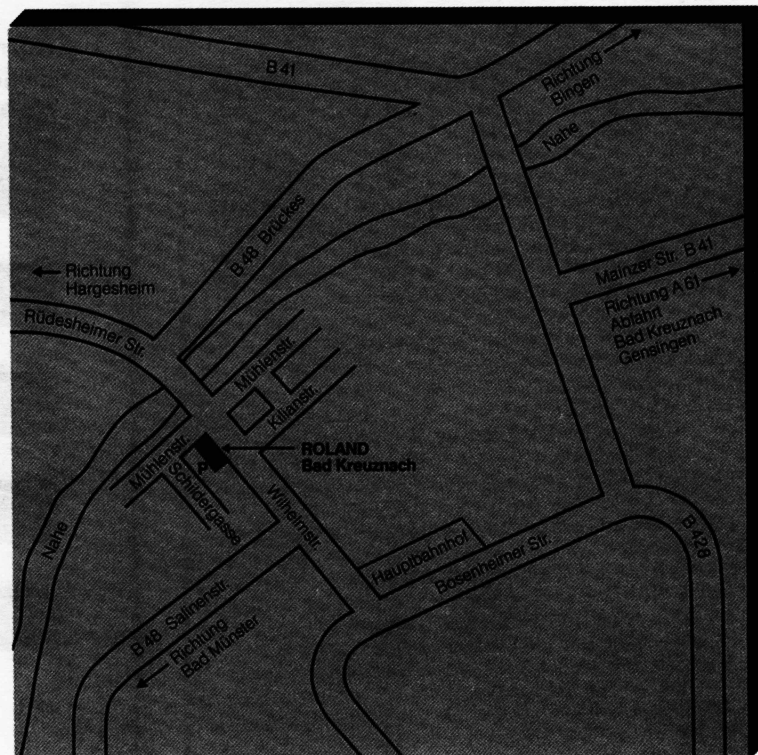 B 41
Richtung
Bingen
Nahe
B 48 Brückes
Mainzer Str. B 41
Richtung
Hargesheim
Richtung A 61
Abfahrt
Bad Kreuznach
Gensingen
Rüdesheimer Str.
Mühlenstr.
Kilianstr.
ROLAND
Bad Kreuznach
P
Mühlenstr.
Schildergasse
Wilhelmstr.
Nahe
Hauptbahnhof
Bosenheimer Str.
B 428
B 48 Salinenstr.
Richtung
Bad Münster